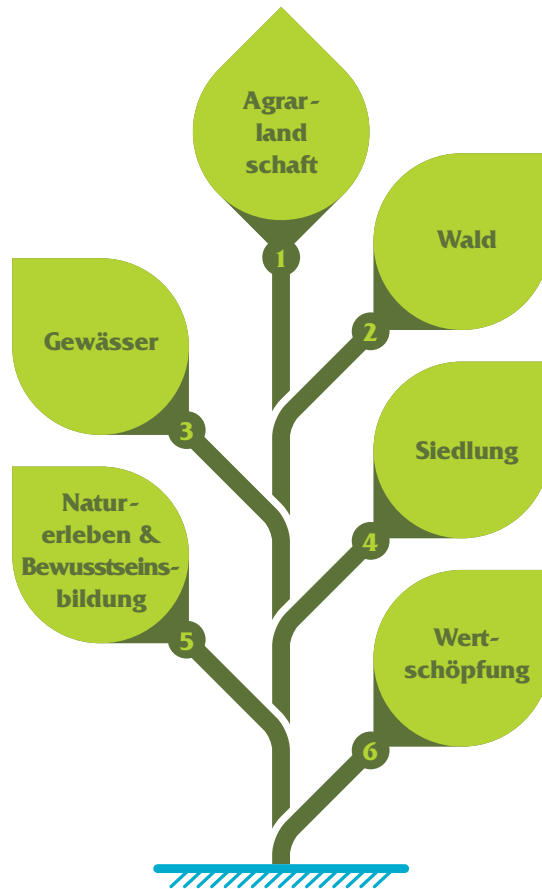 Agrar-
land
schaft
1
Wald
2
Gewässer
3
Siedlung
4
Natur-
erleben &
Bewusstseins-
bildung
5
Wert-
schöpfung
6